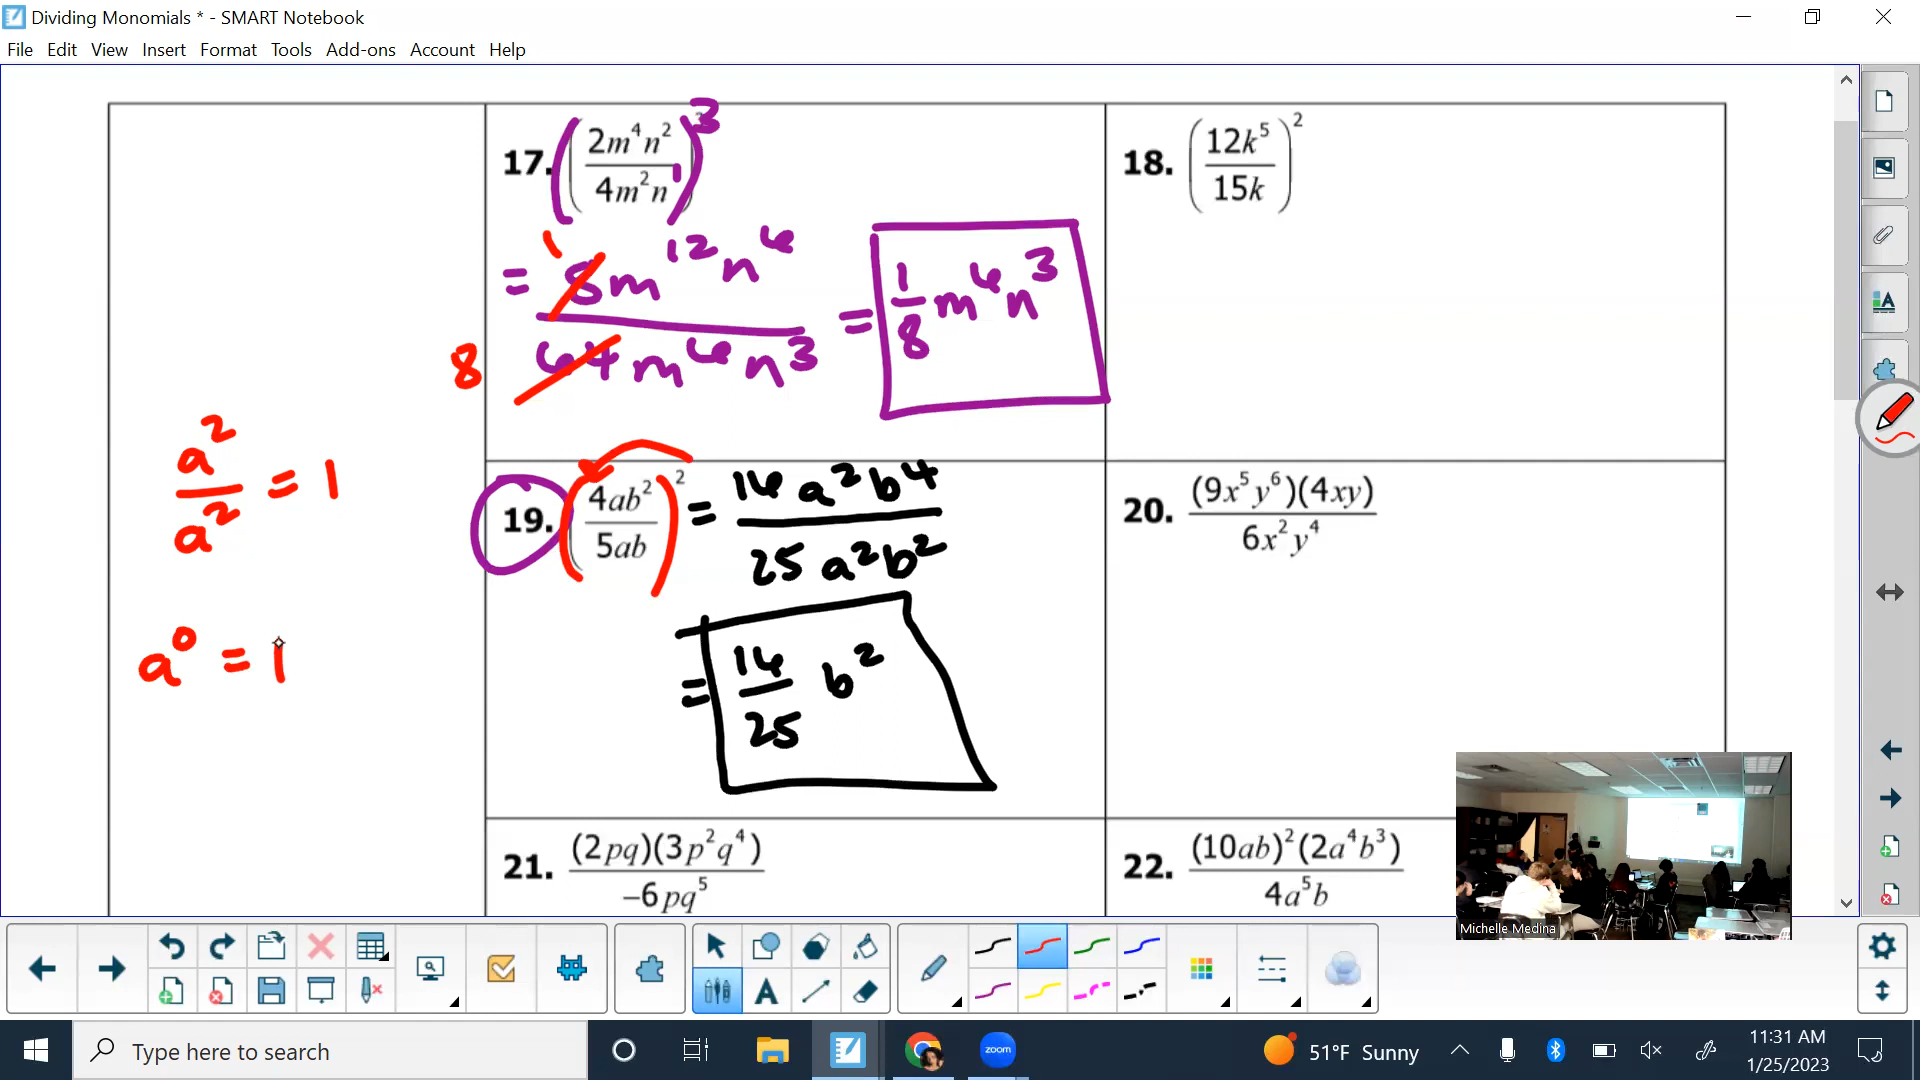 Dividing Monomials * - SMART Notebook
File Edit View Insert Format Tools Add-ons Account Help
17. (2m⁴n² / 4m²n¹)³
= 8m¹²n⁶ / 64m⁶n³
1
8
= 1/8 m⁶n³
18. (12k⁵ / 15k)²
a² / a² = 1
a⁰ = 1
19. (4ab² / 5ab)² = 16a²b⁴ / 25a²b²
= 16/25 b²
20. (9x⁵y⁶)(4xy) / 6x²y⁴
21. (2pq)(3p²q⁴) / −6pq⁵
22. (10ab)²(2a⁴b³) / 4a⁵b
Michelle Medina
Type here to search
zoom
51°F Sunny
11:31 AM
1/25/2023